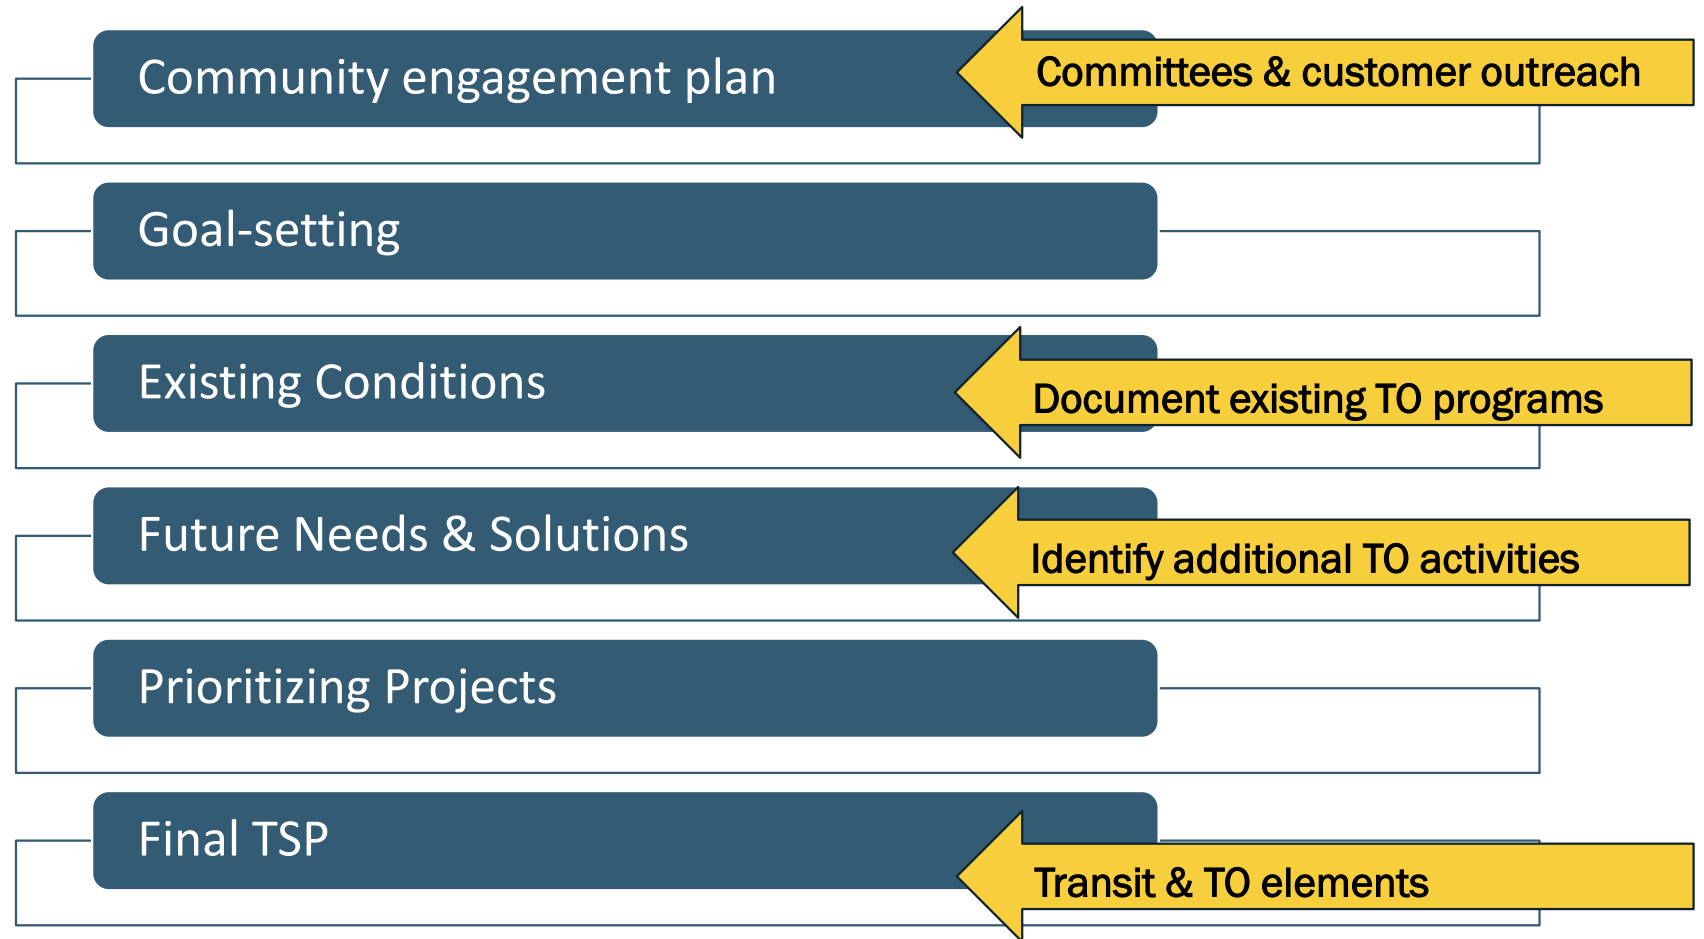 Community engagement plan
Committees & customer outreach
Goal-setting
Existing Conditions
Document existing TO programs
Future Needs & Solutions
Identify additional TO activities
Prioritizing Projects
Final TSP
Transit & TO elements